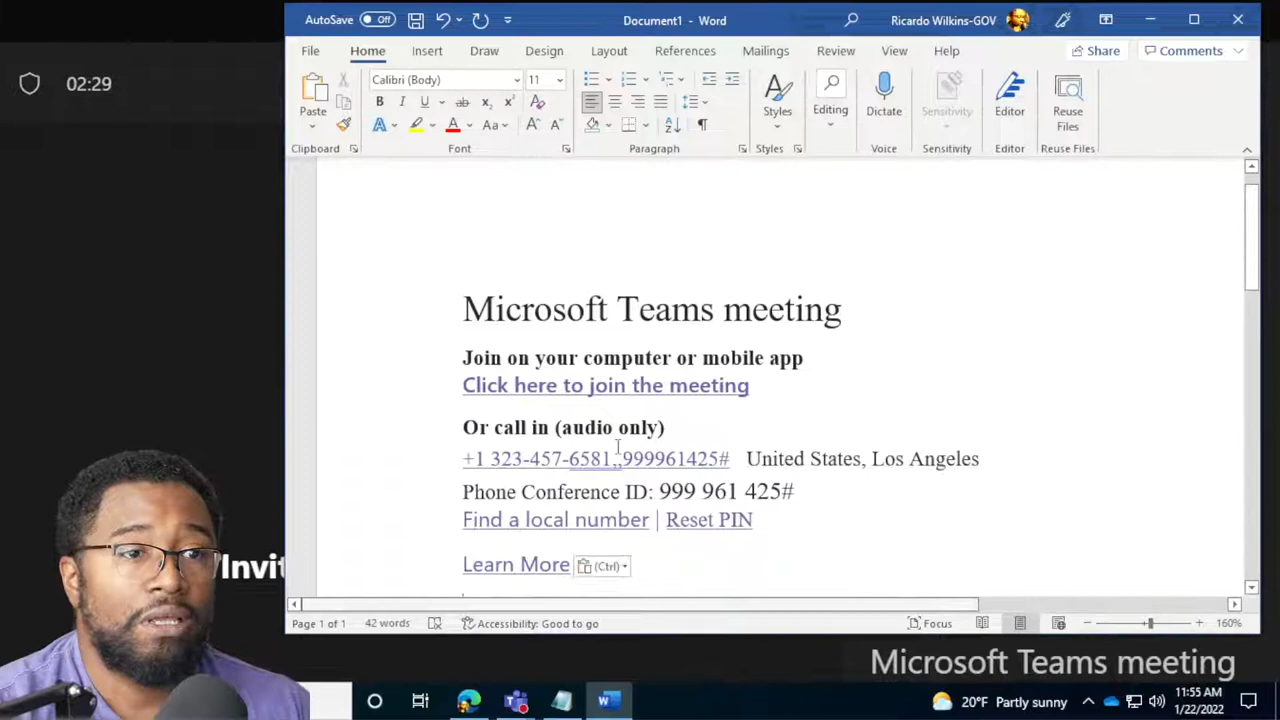 AutoSave Off Document1 - Word Ricardo Wilkins-GOV
File Home Insert Draw Design Layout References Mailings Review View Help Share Comments
02:29
Calibri (Body) 11
Paste Styles Editing Dictate Sensitivity Editor Reuse Files
Clipboard Font Paragraph Styles Voice Sensitivity Editor Reuse Files
Microsoft Teams meeting
Join on your computer or mobile app
Click here to join the meeting
Or call in (audio only)
+1 323-457-6581,,999961425# United States, Los Angeles
Phone Conference ID: 999 961 425#
Find a local number | Reset PIN
Invit
Learn More (Ctrl)
Page 1 of 1 42 words Accessibility: Good to go Focus 160%
Microsoft Teams meeting
20°F Partly sunny 11:55 AM
1/22/2022